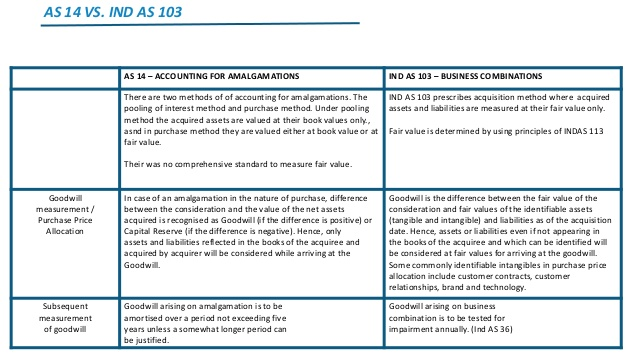 AS 14 VS. IND AS 103
AS 14 – ACCOUNTING FOR AMALGAMATIONS
IND AS 103 – BUSINESS COMBINATIONS
There are two methods of of accounting for amalgamations. The
pooling of interest method and purchase method. Under pooling
method the acquired assets are valued at their book values only.,
asnd in purchase method they are valued either at book value or at
fair value.
Their was no comprehensive standard to measure fair value.
IND AS 103 prescribes acquisition method where acquired
assets and liabilities are measured at their fair value only.
Fair value is determined by using principles of INDAS 113
Goodwill
measurement /
Purchase Price
Allocation
In case of an amalgamation in the nature of purchase, difference
between the consideration and the value of the net assets
acquired is recognised as Goodwill (if the difference is positive) or
Capital Reserve (if the difference is negative). Hence, only
assets and liabilities reflected in the books of the acquiree and
acquired by acquirer will be considered while arriving at the
Goodwill.
Goodwill is the difference between the fair value of the
consideration and fair values of the identifiable assets
(tangible and intangible) and liabilities as of the acquisition
date. Hence, assets or liabilities even if not appearing in
the books of the acquiree and which can be identified will
be considered at fair values for arriving at the goodwill.
Some commonly identifiable intangibles in purchase price
allocation include customer contracts, customer
relationships, brand and technology.
Subsequent
measurement
of goodwill
Goodwill arising on amalgamation is to be
amortised over a period not exceeding five
years unless a somewhat longer period can
be justified.
Goodwill arising on business
combination is to be tested for
impairment annually. (Ind AS 36)